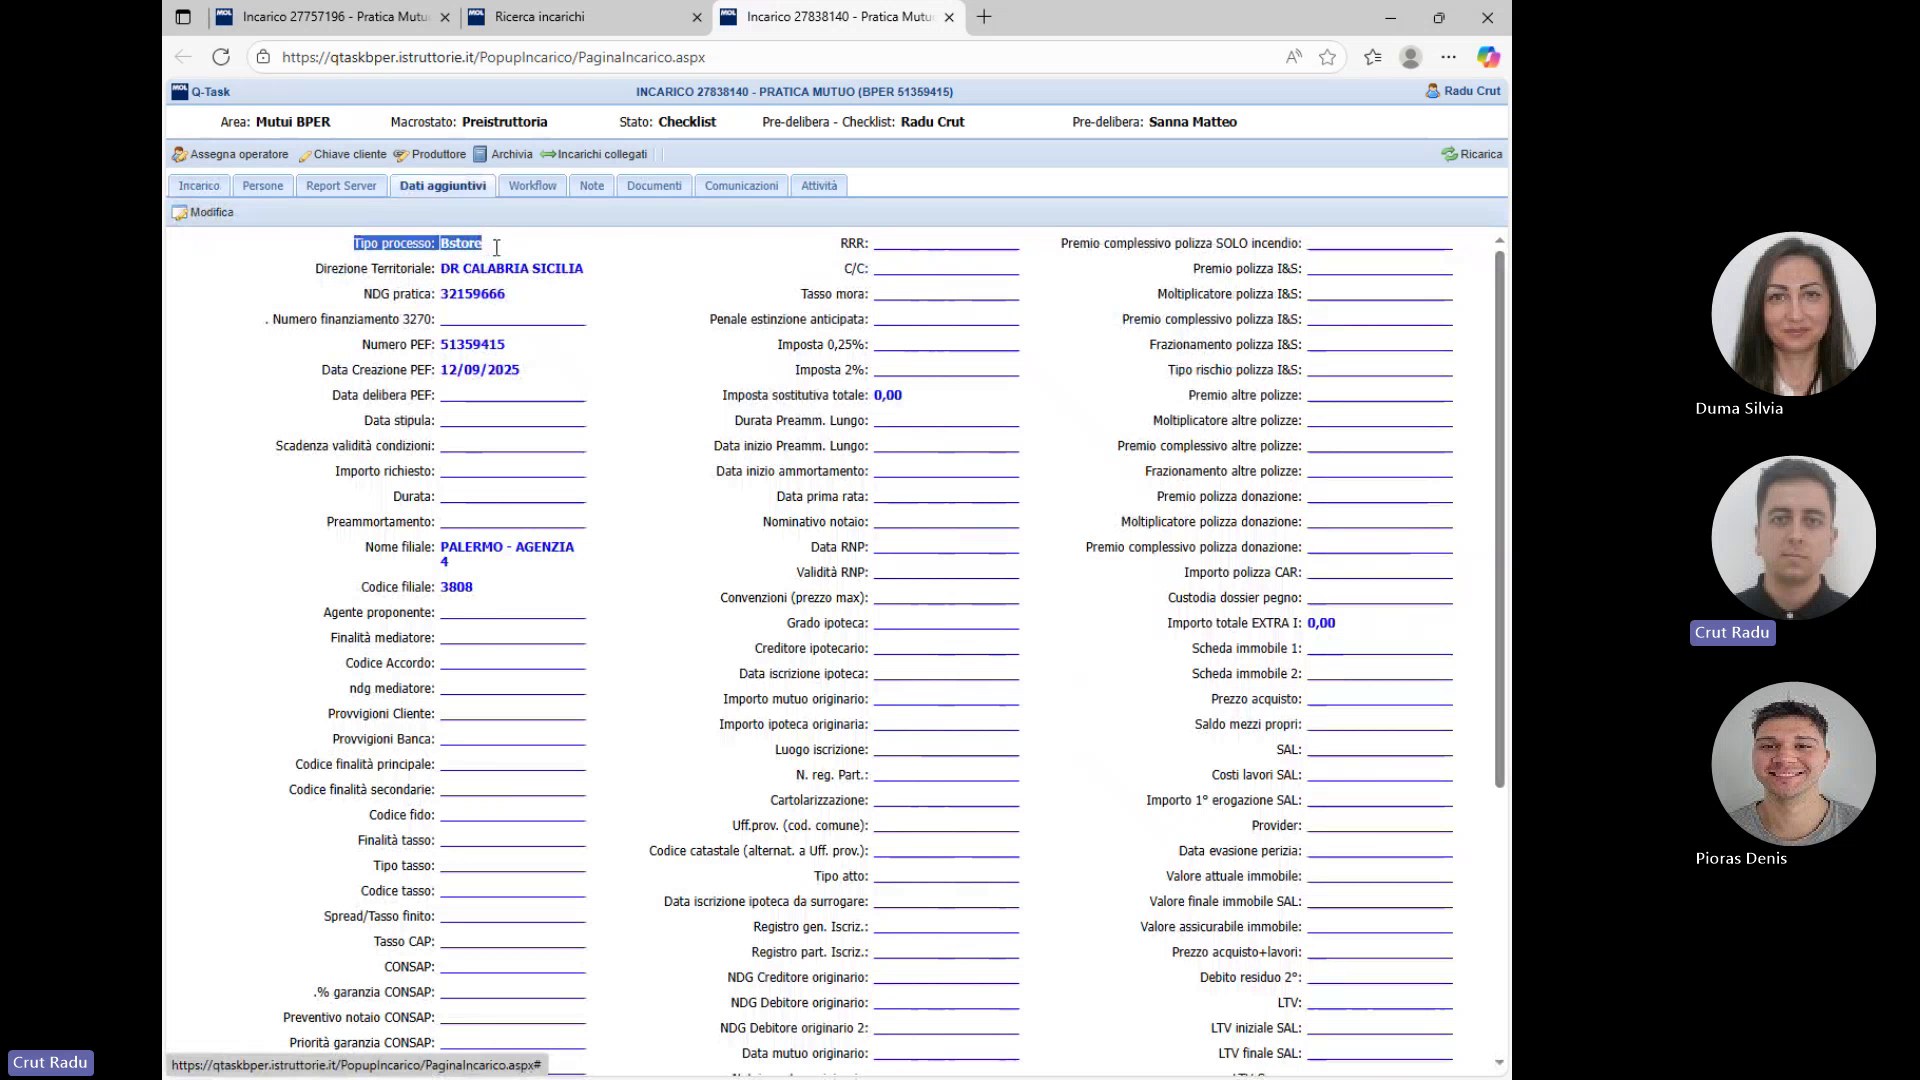 Incarico 27757196 - Pratica Mutu
Ricerca incarichi
Incarico 27838140 - Pratica Mutu
https://qtaskbper.istruttorie.it/PopupIncarico/PaginaIncarico.aspx
MOL Q-Task
INCARICO 27838140 - PRATICA MUTUO (BPER 51359415)
Radu Crut
Area: Mutui BPER
Macrostato: Preistruttoria
Stato: Checklist
Pre-delibera - Checklist: Radu Crut
Pre-delibera: Sanna Matteo
Assegna operatore
Chiave cliente
Produttore
Archivia
Incarichi collegati
Ricarica
Incarico
Persone
Report Server
Dati aggiuntivi
Workflow
Note
Documenti
Comunicazioni
Attività
Modifica
Tipo processo: Bstore
Direzione Territoriale: DR CALABRIA SICILIA
NDG pratica: 32159666
. Numero finanziamento 3270:
Numero PEF: 51359415
Data Creazione PEF: 12/09/2025
Data delibera PEF:
Data stipula:
Scadenza validità condizioni:
Importo richiesto:
Durata:
Preammortamento:
Nome filiale: PALERMO - AGENZIA
4
Codice filiale: 3808
Agente proponente:
Finalità mediatore:
Codice Accordo:
ndg mediatore:
Provvigioni Cliente:
Provvigioni Banca:
Codice finalità principale:
Codice finalità secondarie:
Codice fido:
Finalità tasso:
Tipo tasso:
Codice tasso:
Spread/Tasso finito:
Tasso CAP:
CONSAP:
.% garanzia CONSAP:
Preventivo notaio CONSAP:
Priorità garanzia CONSAP:
RRR:
C/C:
Tasso mora:
Penale estinzione anticipata:
Imposta 0,25%:
Imposta 2%:
Imposta sostitutiva totale: 0,00
Durata Preamm. Lungo:
Data inizio Preamm. Lungo:
Data inizio ammortamento:
Data prima rata:
Nominativo notaio:
Data RNP:
Validità RNP:
Convenzioni (prezzo max):
Grado ipoteca:
Creditore ipotecario:
Data iscrizione ipoteca:
Importo mutuo originario:
Importo ipoteca originaria:
Luogo iscrizione:
N. reg. Part.:
Cartolarizzazione:
Uff.prov. (cod. comune):
Codice catastale (alternat. a Uff. prov.):
Tipo atto:
Data iscrizione ipoteca da surrogare:
Registro gen. Iscriz.:
Registro part. Iscriz.:
NDG Creditore originario:
NDG Debitore originario:
NDG Debitore originario 2:
Data mutuo originario:
Premio complessivo polizza SOLO incendio:
Premio polizza I&S:
Moltiplicatore polizza I&S:
Premio complessivo polizza I&S:
Frazionamento polizza I&S:
Tipo rischio polizza I&S:
Premio altre polizze:
Moltiplicatore altre polizze:
Premio complessivo altre polizze:
Frazionamento altre polizze:
Premio polizza donazione:
Moltiplicatore polizza donazione:
Premio complessivo polizza donazione:
Importo polizza CAR:
Custodia dossier pegno:
Importo totale EXTRA I: 0,00
Scheda immobile 1:
Scheda immobile 2:
Prezzo acquisto:
Saldo mezzi propri:
SAL:
Costi lavori SAL:
Importo 1° erogazione SAL:
Provider:
Data evasione perizia:
Valore attuale immobile:
Valore finale immobile SAL:
Valore assicurabile immobile:
Prezzo acquisto+lavori:
Debito residuo 2°:
LTV:
LTV iniziale SAL:
LTV finale SAL:
https://qtaskbper.istruttorie.it/PopupIncarico/PaginaIncarico.aspx#
Duma Silvia
Crut Radu
Pioras Denis
Crut Radu